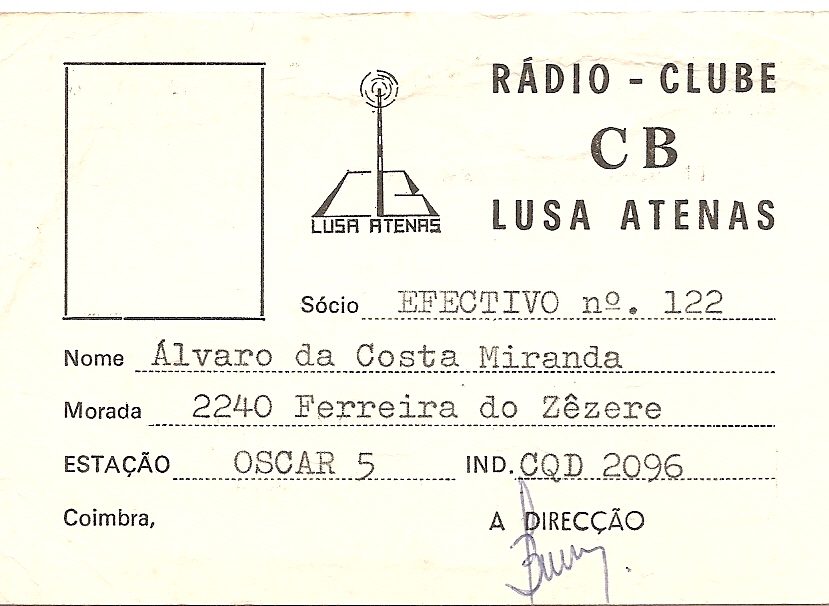 RÁDIO - CLUBE
CB
LUSA ATENAS
LUSA ATENAS
Sócio EFECTIVO nº. 122
Nome Álvaro da Costa Miranda
Morada 2240 Ferreira do Zêzere
ESTAÇÃO OSCAR 5 IND. CQD 2096
Coimbra, A DIRECÇÃO